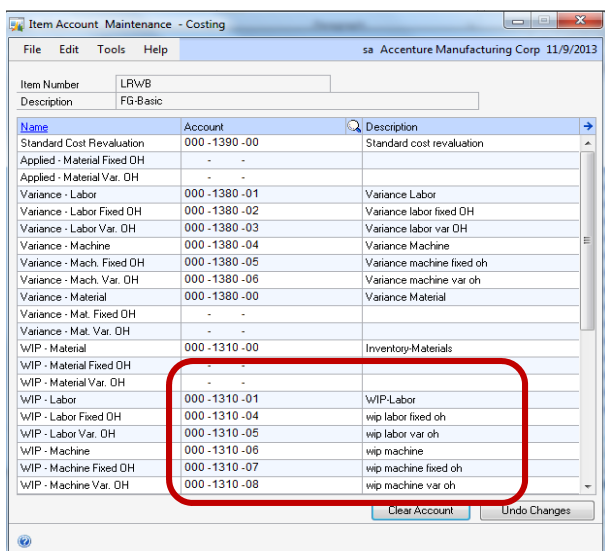 Item Account Maintenance - Costing
File Edit Tools Help sa Accenture Manufacturing Corp 11/9/2013
Item Number LRWB
Description FG-Basic
Name Account Description
Standard Cost Revaluation 000 -1390 -00 Standard cost revaluation
Applied - Material Fixed OH - -
Applied - Material Var. OH - -
Variance - Labor 000 -1380 -01 Variance Labor
Variance - Labor Fixed OH 000 -1380 -02 Variance labor fixed OH
Variance - Labor Var. OH 000 -1380 -03 Variance labor var OH
Variance - Machine 000 -1380 -04 Variance Machine
Variance - Mach. Fixed OH 000 -1380 -05 Variance machine fixed oh
Variance - Mach. Var. OH 000 -1380 -06 Variance machine var oh
Variance - Material 000 -1380 -00 Variance Material
Variance - Mat. Fixed OH - -
Variance - Mat. Var. OH - -
WIP - Material 000 -1310 -00 Inventory-Materials
WIP - Material Fixed OH - -
WIP - Material Var. OH - -
WIP - Labor 000 -1310 -01 WIP-Labor
WIP - Labor Fixed OH 000 -1310 -04 wip labor fixed oh
WIP - Labor Var. OH 000 -1310 -05 wip labor var oh
WIP - Machine 000 -1310 -06 wip machine
WIP - Machine Fixed OH 000 -1310 -07 wip machine fixed oh
WIP - Machine Var. OH 000 -1310 -08 wip machine var oh
Clear Account Undo Changes